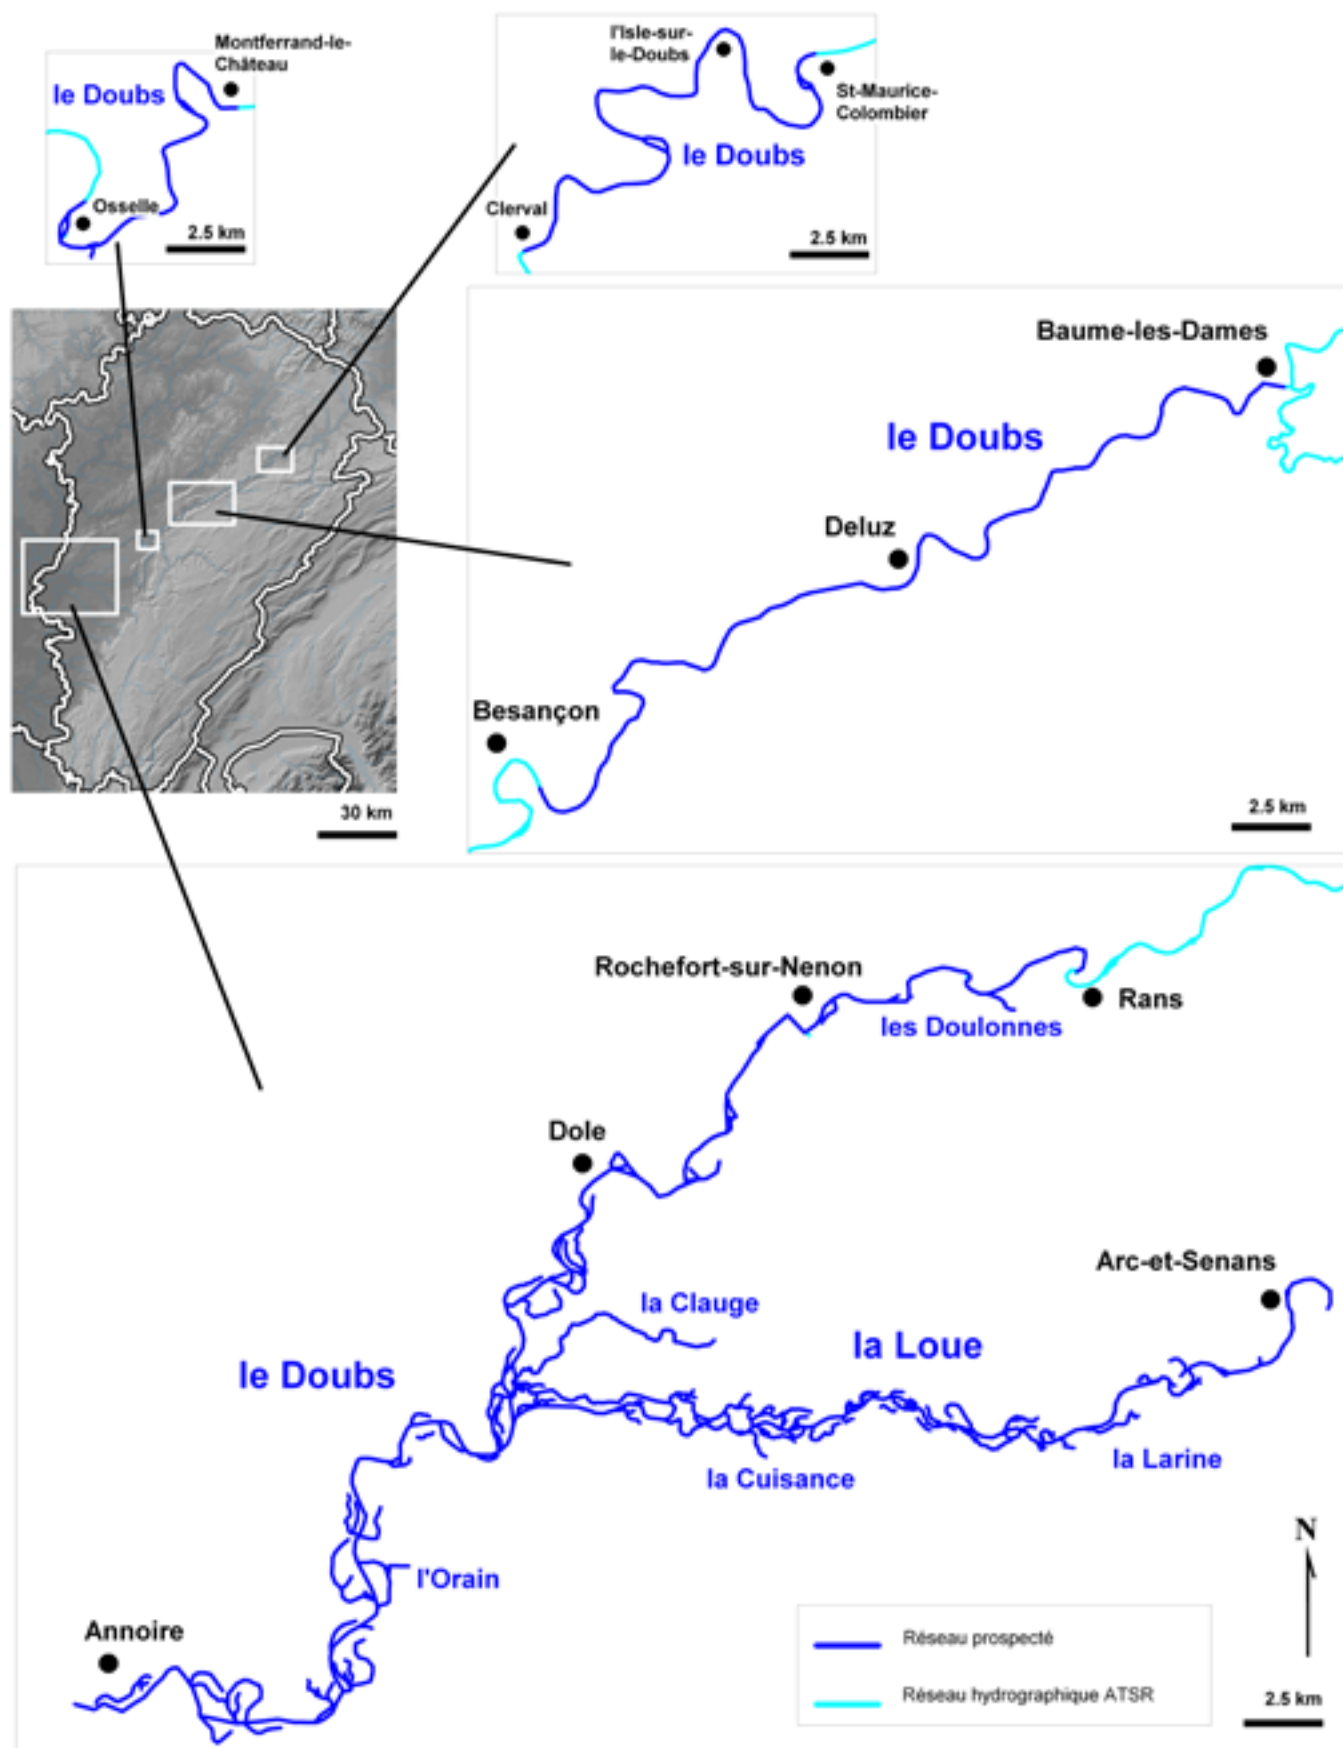 Montferrand-le-
Château
le Doubs
Osselle
2.5 km
l'Isle-sur-
le-Doubs
St-Maurice-
Colombier
le Doubs
Clerval
2.5 km
30 km
Baume-les-Dames
le Doubs
Deluz
Besançon
2.5 km
Rochefort-sur-Nenon
Rans
les Doulonnes
Dole
Arc-et-Senans
la Clauge
la Loue
le Doubs
la Cuisance
la Larine
l'Orain
Annoire
N
Réseau prospecté
Réseau hydrographique ATSR
2.5 km